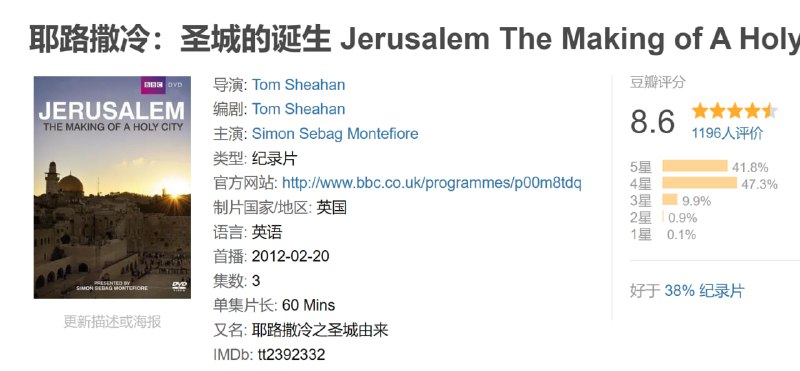 耶路撒冷：圣城的诞生 Jerusalem The Making of A Holy
BBC DVD
JERUSALEM
THE MAKING OF A HOLY CITY
PRESENTED BY
SIMON SEBAG MONTEFIORE
DVD
更新描述或海报
导演: Tom Sheahan
编剧: Tom Sheahan
主演: Simon Sebag Montefiore
类型: 纪录片
官方网站: http://www.bbc.co.uk/programmes/p00m8tdq
制片国家/地区: 英国
语言: 英语
首播: 2012-02-20
集数: 3
单集片长: 60 Mins
又名: 耶路撒冷之圣城由来
IMDb: tt2392332
豆瓣评分
8.6
1196人评价
5星 41.8%
4星 47.3%
3星 9.9%
2星 0.9%
1星 0.1%
好于 38% 纪录片